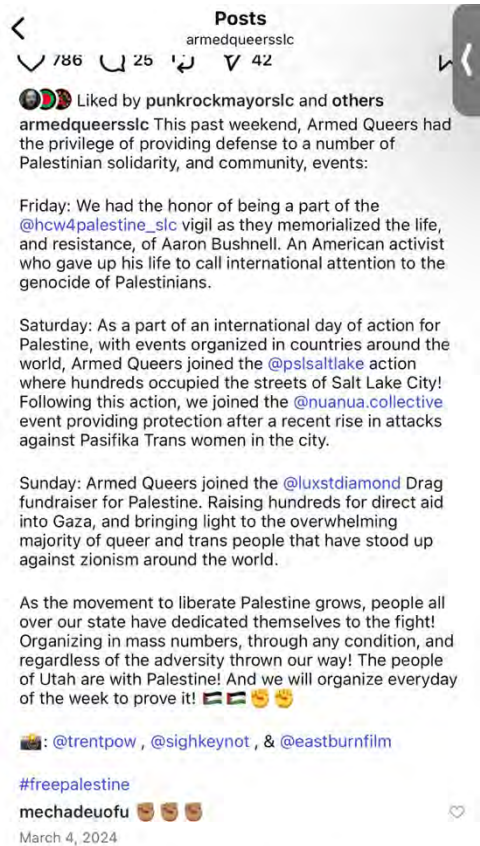 Posts
armedqueersslc
786 25 42
Liked by punkrockmayorslc and others
armedqueersslc This past weekend, Armed Queers had
the privilege of providing defense to a number of
Palestinian solidarity, and community, events:
Friday: We had the honor of being a part of the
@hcw4palestine_slc vigil as they memorialized the life,
and resistance, of Aaron Bushnell. An American activist
who gave up his life to call international attention to the
genocide of Palestinians.
Saturday: As a part of an international day of action for
Palestine, with events organized in countries around the
world, Armed Queers joined the @pslsaltlake action
where hundreds occupied the streets of Salt Lake City!
Following this action, we joined the @nuanua.collective
event providing protection after a recent rise in attacks
against Pasifika Trans women in the city.
Sunday: Armed Queers joined the @luxstdiamond Drag
fundraiser for Palestine. Raising hundreds for direct aid
into Gaza, and bringing light to the overwhelming
majority of queer and trans people that have stood up
against zionism around the world.
As the movement to liberate Palestine grows, people all
over our state have dedicated themselves to the fight!
Organizing in mass numbers, through any condition, and
regardless of the adversity thrown our way! The people
of Utah are with Palestine! And we will organize everyday
of the week to prove it! 🇵🇸 🇵🇸 ✊ ✊
📸: @trentpow , @sighkeynot , & @eastburnfilm
#freepalestine
mechadeuofu ✊🏽 ✊🏽 ✊🏽
March 4, 2024